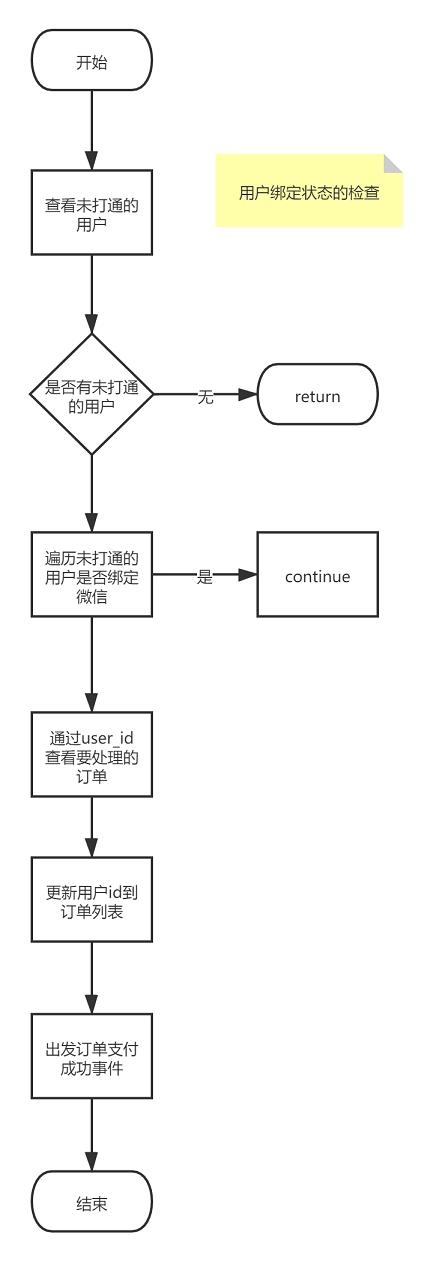 开始
用户绑定状态的检查
查看未打通的
用户
是否有未打通
的用户
无
return
遍历未打通的
用户是否绑定
微信
是
continue
通过user_id
查看要处理的
订单
更新用户id到
订单列表
出发订单支付
成功事件
结束